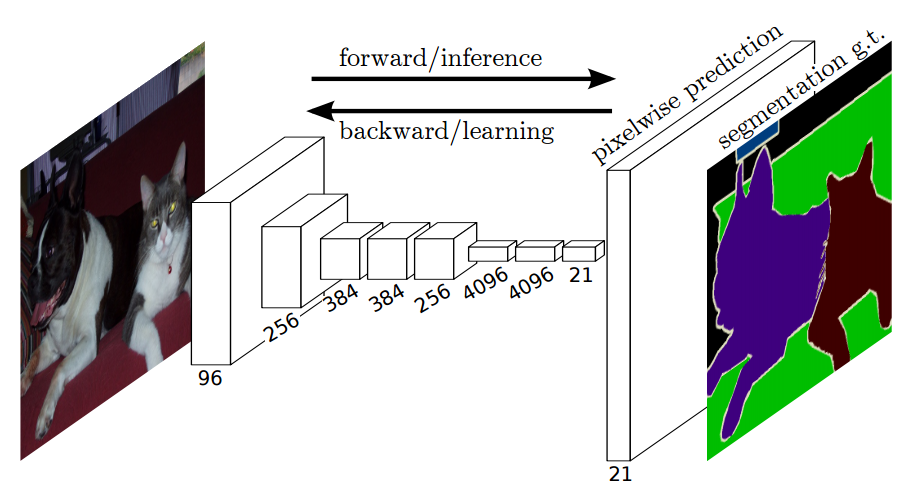 forward/inference
backward/learning
pixelwise prediction
segmentation g.t.
96
256
384
384
256
4096
4096
21
21